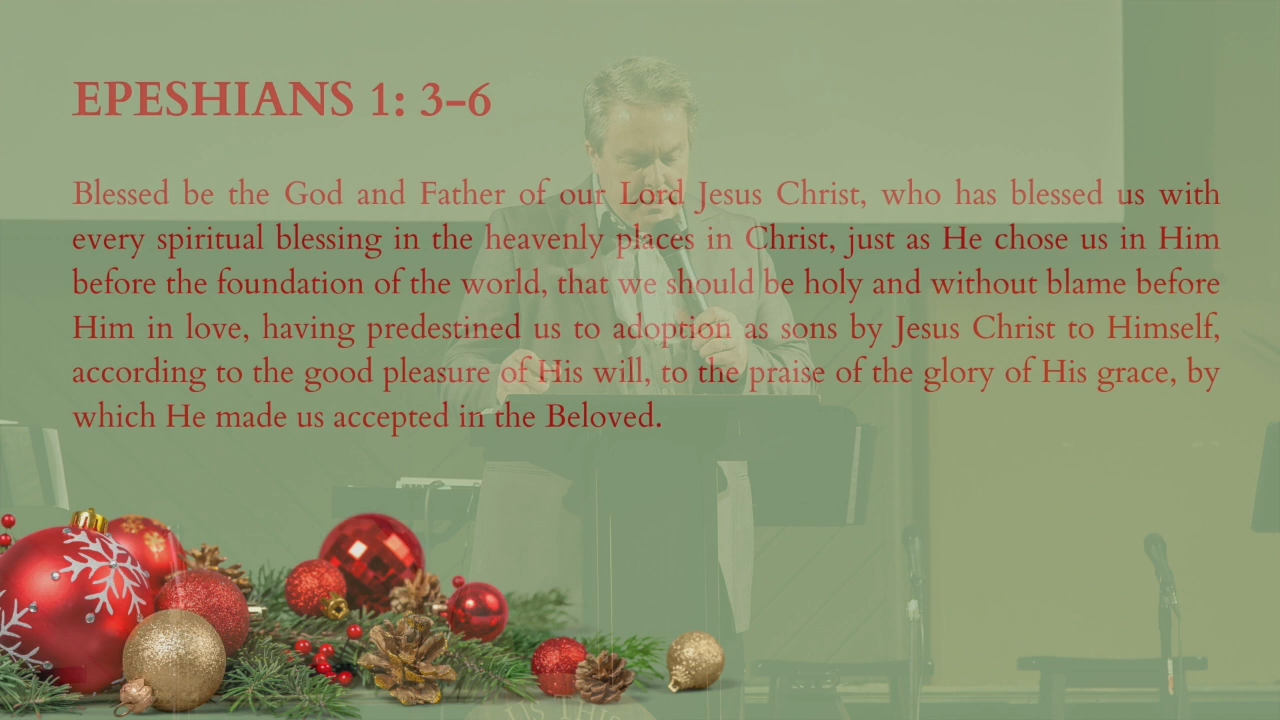 EPESHIANS 1: 3-6
Blessed be the God and Father of our Lord Jesus Christ, who has blessed us with
every spiritual blessing in the heavenly places in Christ, just as He chose us in Him
before the foundation of the world, that we should be holy and without blame before
Him in love, having predestined us to adoption as sons by Jesus Christ to Himself,
according to the good pleasure of His will, to the praise of the glory of His grace, by
which He made us accepted in the Beloved.